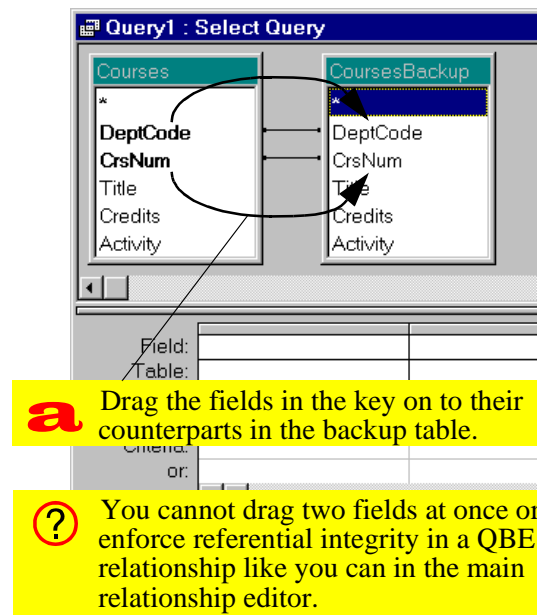 Query1 : Select Query
Courses
*
DeptCode
CrsNum
Title
Credits
Activity
CoursesBackup
*
DeptCode
CrsNum
Title
Credits
Activity
Field:
Table:
a
Drag the fields in the key on to their
counterparts in the backup table.
Criteria:
or:
?
You cannot drag two fields at once or
enforce referential integrity in a QBE
relationship like you can in the main
relationship editor.